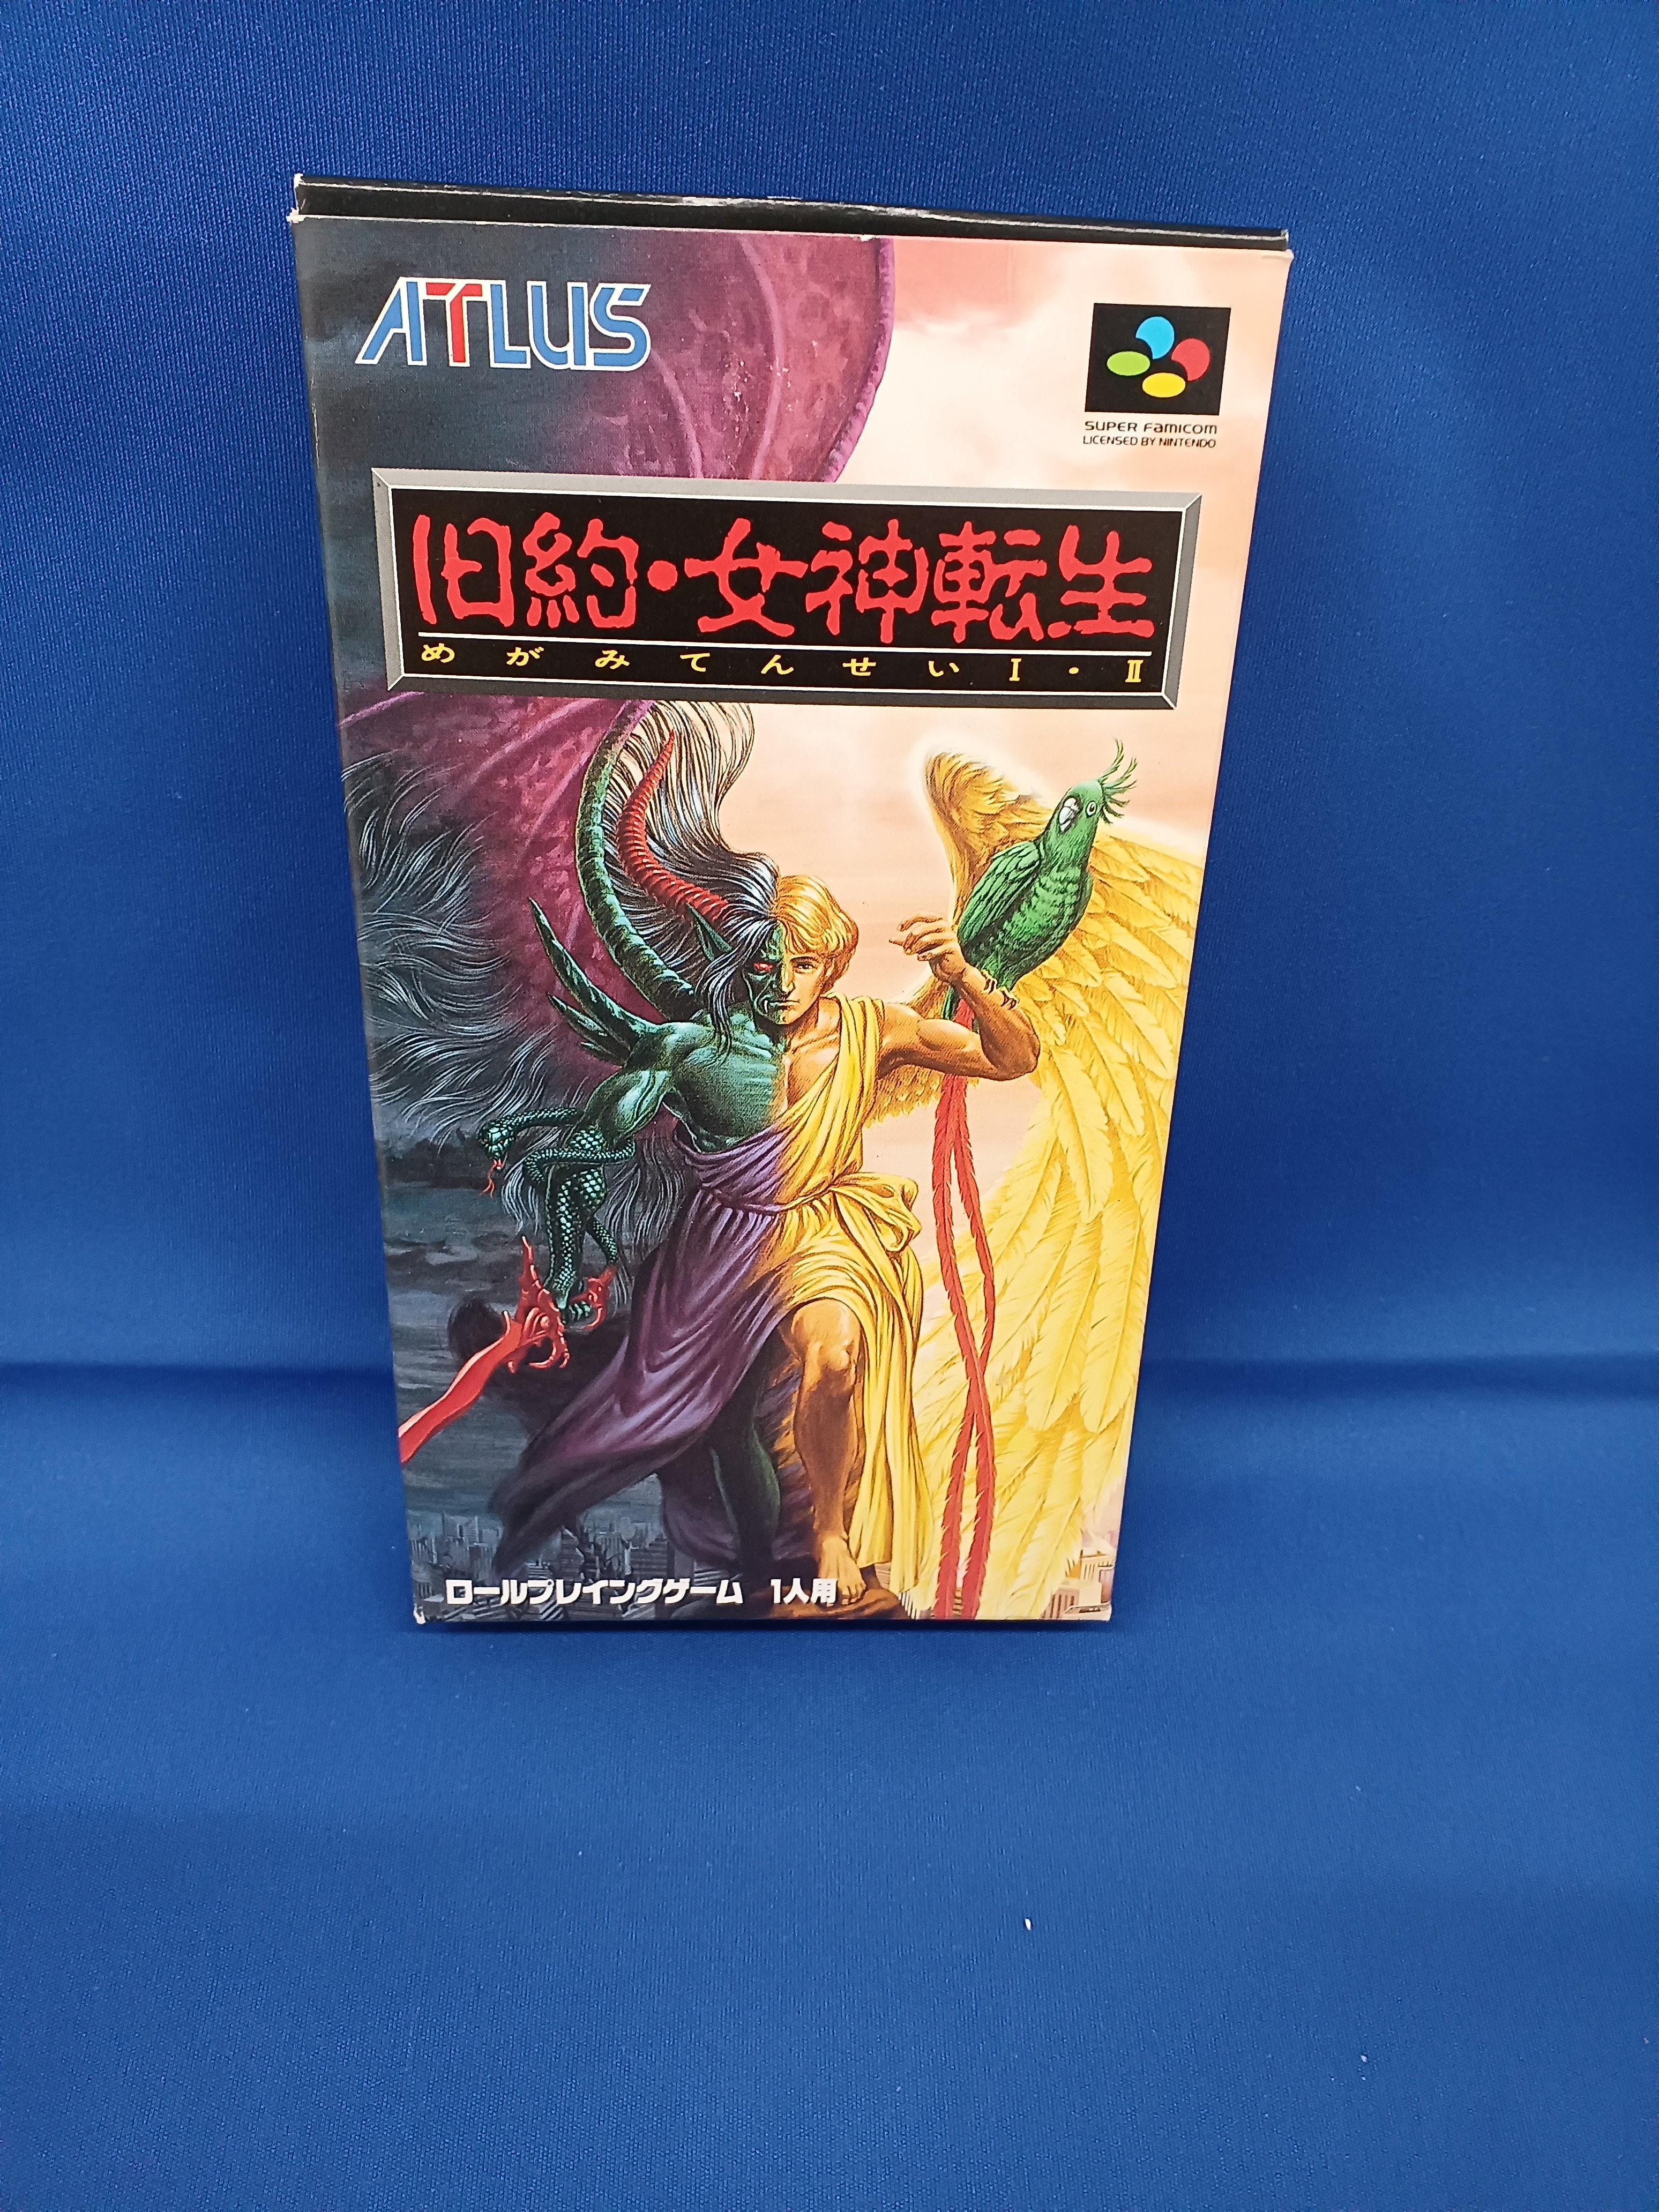 ATLUS
SUPER FAMICOM
LICENSED BY NINTENDO
旧約・女神転生
めがみてんせいⅠ・Ⅱ
ロールプレイングゲーム 1人用